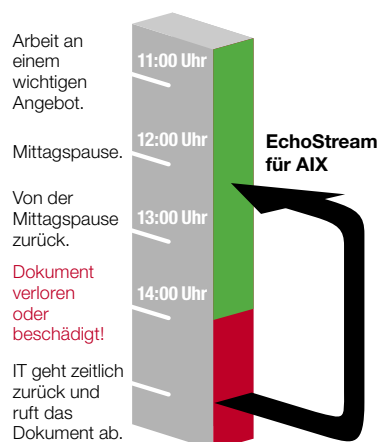 Arbeit an
einem
wichtigen
Angebot.
11:00 Uhr
Mittagspause.
12:00 Uhr
EchoStream
für AIX
Von der
Mittagspause
zurück.
13:00 Uhr
Dokument
verloren
oder
beschädigt!
14:00 Uhr
IT geht zeitlich
zurück und
ruft das
Dokument ab.